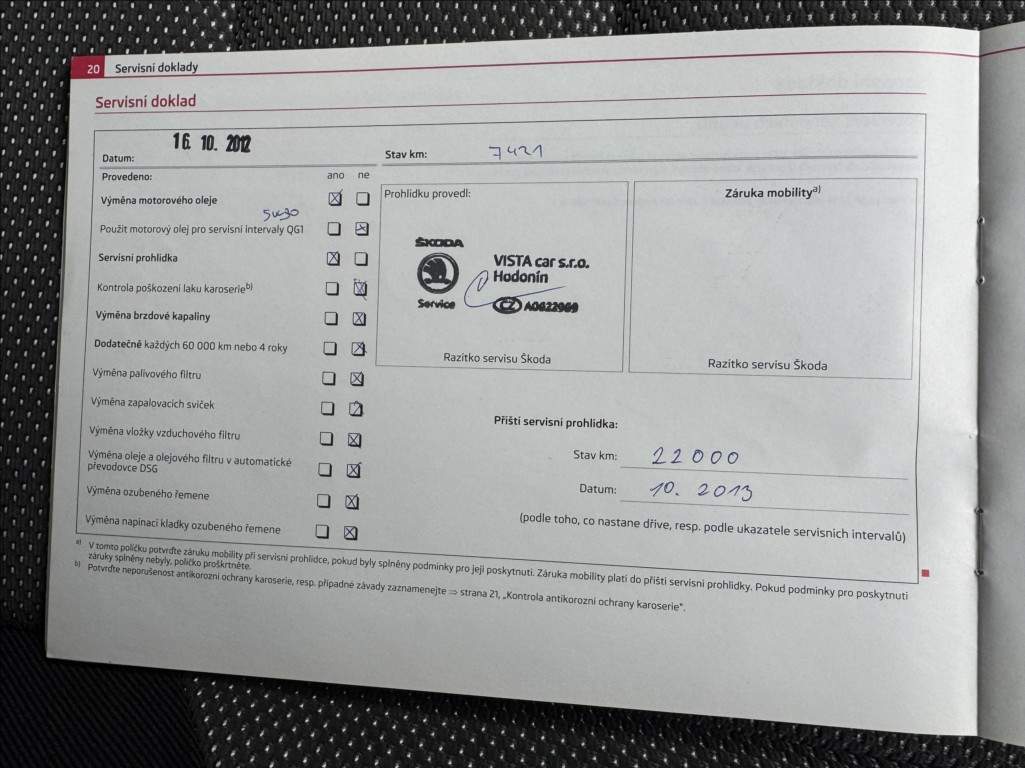 20 Servisní doklady
Servisní doklad
Datum: 16. 10. 2012
Stav km: 7421
Provedeno: ano ne
Výměna motorového oleje
5W30
Použit motorový olej pro servisní intervaly QG1
Servisní prohlídka
Kontrola poškození laku karoserie b)
Výměna brzdové kapaliny
Dodatečně každých 60 000 km nebo 4 roky
Výměna palivového filtru
Výměna zapalovacích svíček
Výměna vložky vzduchového filtru
Výměna oleje a olejového filtru v automatické
převodovce DSG
Výměna ozubeného řemene
Výměna napínací kladky ozubeného řemene
Prohlídku provedl:
ŠKODA
Service
VISTA car s.r.o.
Hodonín
CZ A0622969
Razítko servisu Škoda
Záruka mobility a)
Razítko servisu Škoda
Příští servisní prohlídka:
Stav km: 22000
Datum: 10. 2013
(podle toho, co nastane dříve, resp. podle ukazatele servisních intervalů)
a) V tomto políčku potvrďte záruku mobility při servisní prohlídce, pokud byly splněny podmínky pro její poskytnutí. Záruka mobility platí do příští servisní prohlídky. Pokud podmínky pro poskytnutí
záruky splněny nebyly, políčko proškrtněte.
b) Potvrďte neporušenost antikorozní ochrany karoserie, resp. případné závady zaznamenejte ⇒ strana 21, „Kontrola antikorozní ochrany karoserie“.